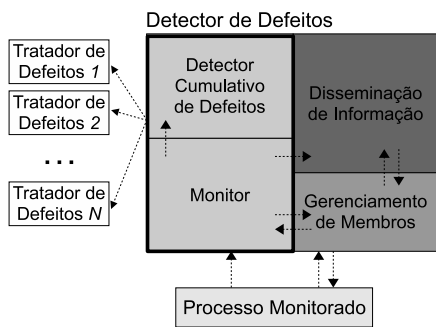 Detector de Defeitos
Tratador de
Defeitos 1
Tratador de
Defeitos 2
...
Tratador de
Defeitos N
Detector
Cumulativo
de Defeitos
Disseminação
de Informação
Monitor
Gerenciamento
de Membros
Processo Monitorado